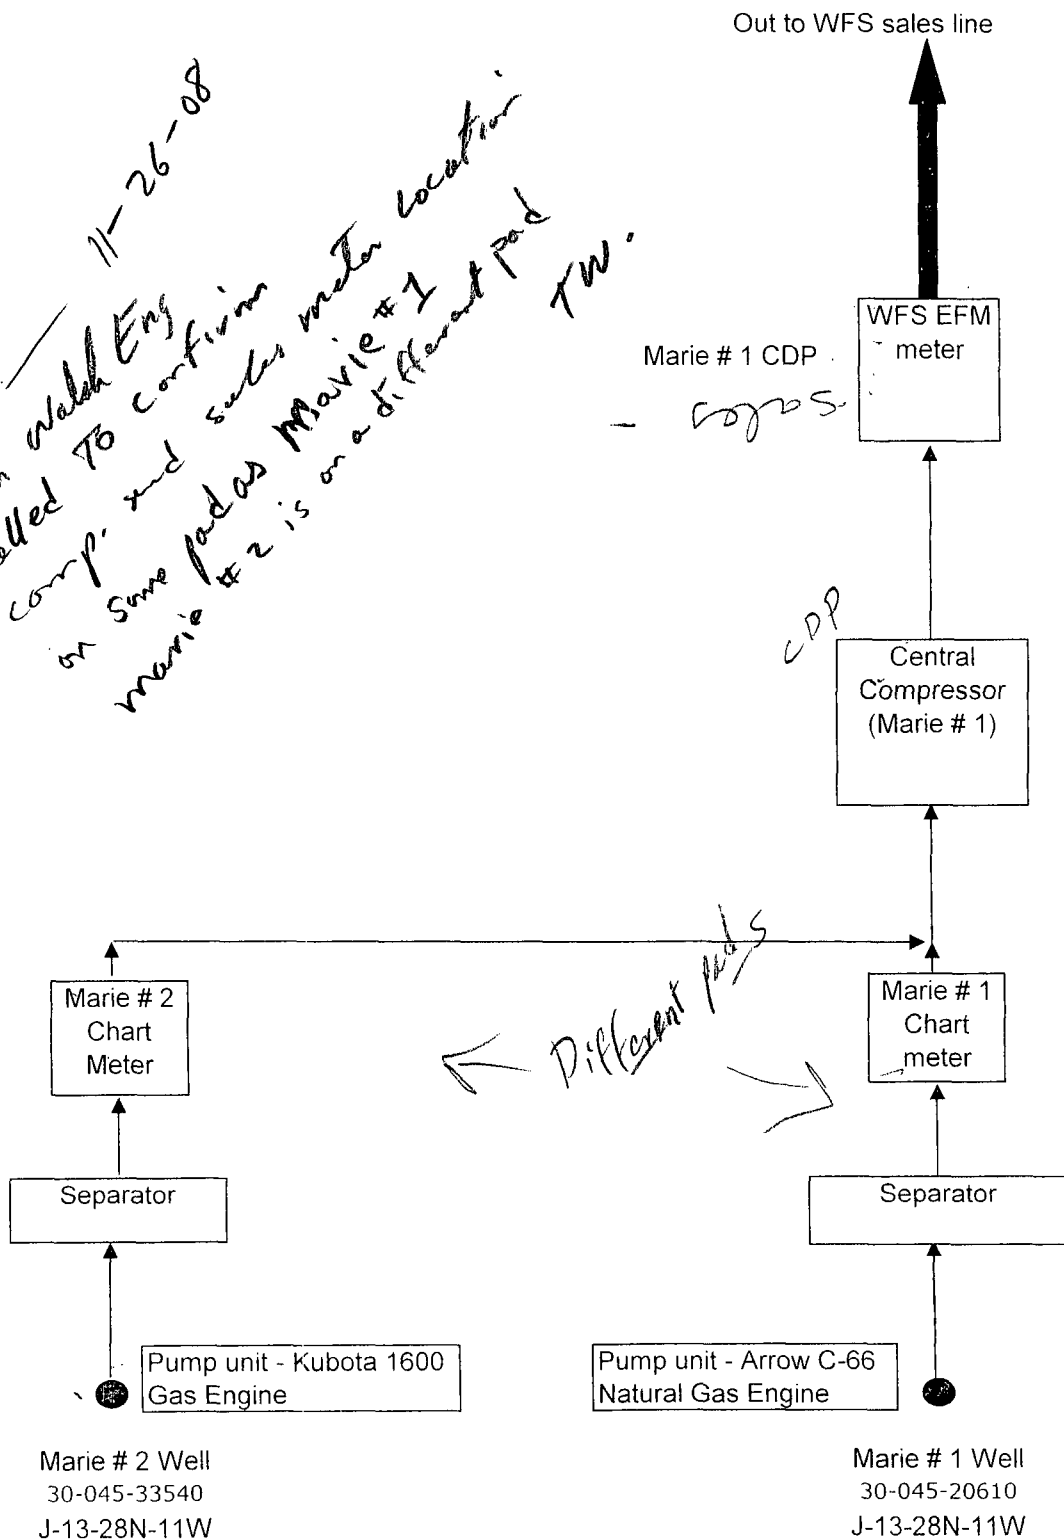 Out to WFS sales line
11-26-08
Walsh Eng
called To confirm
comp. and sales meter location
on same pad as Marie #1
marie #2 is on a different pad
TW.
WFS EFM
meter
Marie # 1 CDP
Sales -
CDP
Central
Compressor
(Marie # 1)
Different pads
Marie # 2
Chart
Meter
Marie # 1
Chart
meter
Separator
Separator
Pump unit - Kubota 1600
Gas Engine
Pump unit - Arrow C-66
Natural Gas Engine
Marie # 2 Well
30-045-33540
J-13-28N-11W
Marie # 1 Well
30-045-20610
J-13-28N-11W